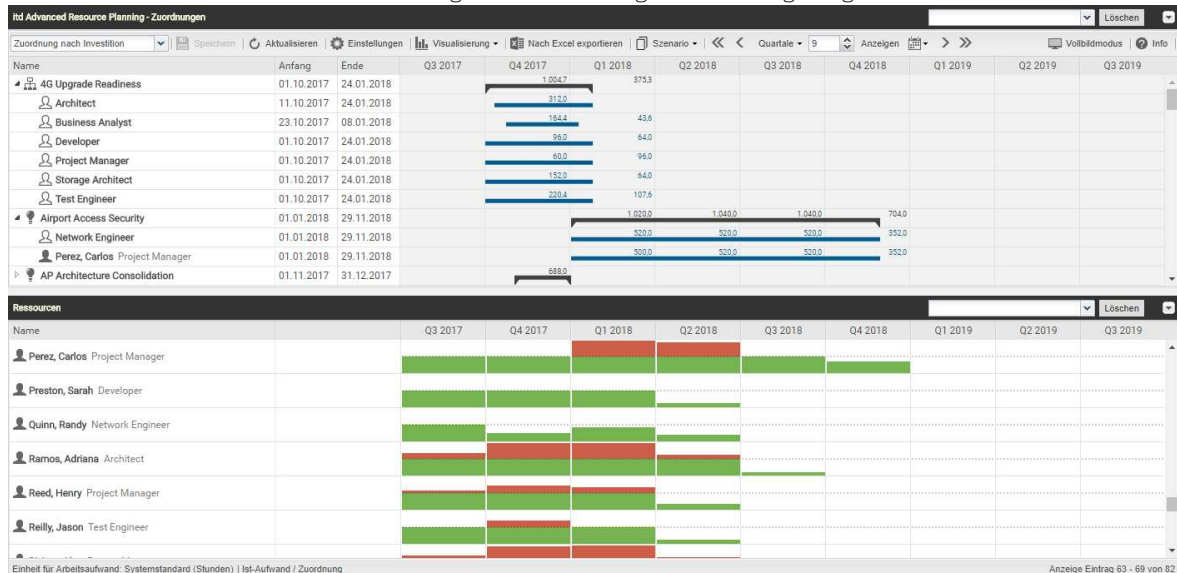 itd Advanced Resource Planning - Zuordnungen Löschen
Zuordnung nach Investition Speichern Aktualisieren Einstellungen Visualisierung Nach Excel exportieren Szenario Quartale 9 Anzeigen Vollbildmodus Info
Name Anfang Ende Q3 2017 Q4 2017 Q1 2018 Q2 2018 Q3 2018 Q4 2018 Q1 2019 Q2 2019 Q3 2019
4G Upgrade Readiness 01.10.2017 24.01.2018 1.004,7 375,3
Architect 11.10.2017 24.01.2018 312,0
Business Analyst 23.10.2017 08.01.2018 164,4 43,6
Developer 01.10.2017 24.01.2018 96,0 64,0
Project Manager 01.10.2017 24.01.2018 60,0 96,0
Storage Architect 01.10.2017 24.01.2018 152,0 64,0
Test Engineer 01.10.2017 24.01.2018 220,4 107,6
Airport Access Security 01.01.2018 29.11.2018 1.020,0 1.040,0 1.040,0 704,0
Network Engineer 01.01.2018 29.11.2018 520,0 520,0 520,0 352,0
Perez, Carlos Project Manager 01.01.2018 29.11.2018 500,0 520,0 520,0 352,0
AP Architecture Consolidation 01.11.2017 31.12.2017 688,0
Ressourcen Löschen
Name Q3 2017 Q4 2017 Q1 2018 Q2 2018 Q3 2018 Q4 2018 Q1 2019 Q2 2019 Q3 2019
Perez, Carlos Project Manager
Preston, Sarah Developer
Quinn, Randy Network Engineer
Ramos, Adriana Architect
Reed, Henry Project Manager
Reilly, Jason Test Engineer
Einheit für Arbeitsaufwand: Systemstandard (Stunden) | Ist-Aufwand / Zuordnung Anzeige Eintrag 63 - 69 von 82